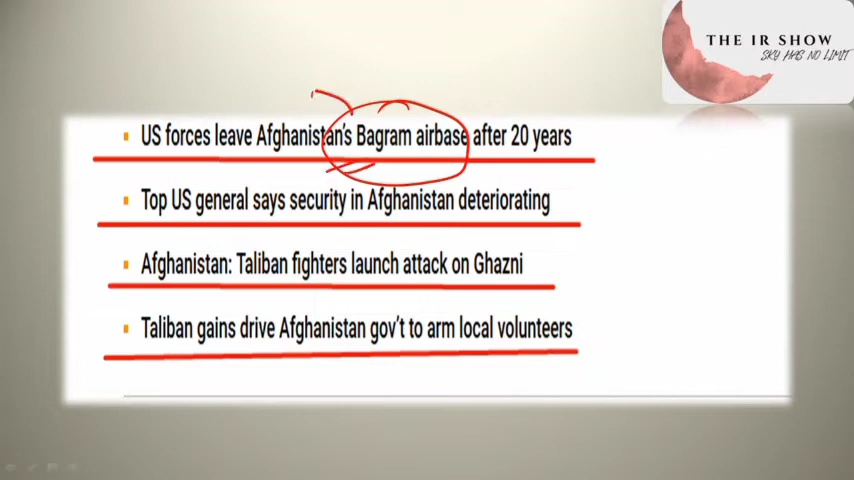 THE IR SHOW
SKY HAS NO LIMIT
US forces leave Afghanistan's Bagram airbase after 20 years
Top US general says security in Afghanistan deteriorating
Afghanistan: Taliban fighters launch attack on Ghazni
Taliban gains drive Afghanistan gov't to arm local volunteers